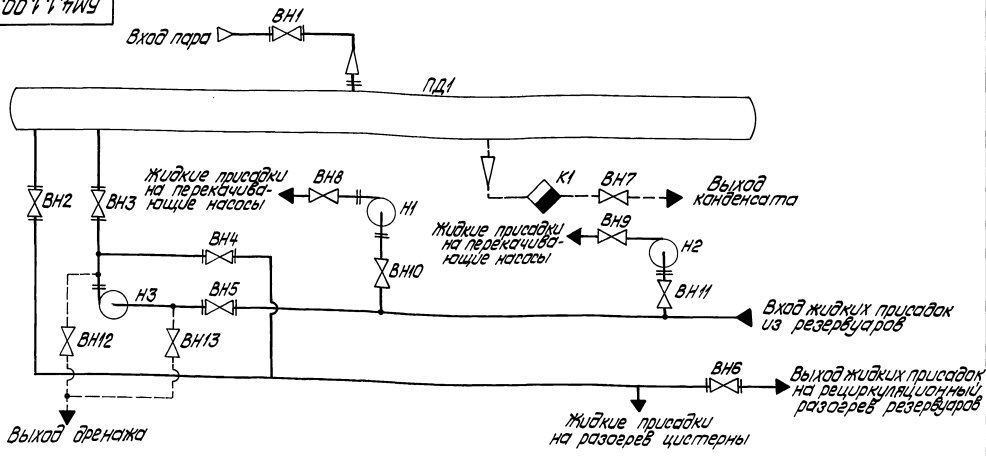 БМ4.1.1.00.
Вход пара
ВН1
ПД1
Жидкие присадки
на перекачива-
ющие насосы
ВН8
Н1
К1
ВН7
Выход
конденсата
ВН2
ВН3
Жидкие присадки
на перекачива-
ющие насосы
ВН9
Н2
ВН4
ВН10
ВН11
Н3
ВН5
Вход жидких присадок
из резервуаров
ВН12
ВН13
ВН6
Выход жидких присадок
на рециркуляционный
разогрев резервуаров
Выход дренажа
Жидкие присадки
на разогрев цистерны